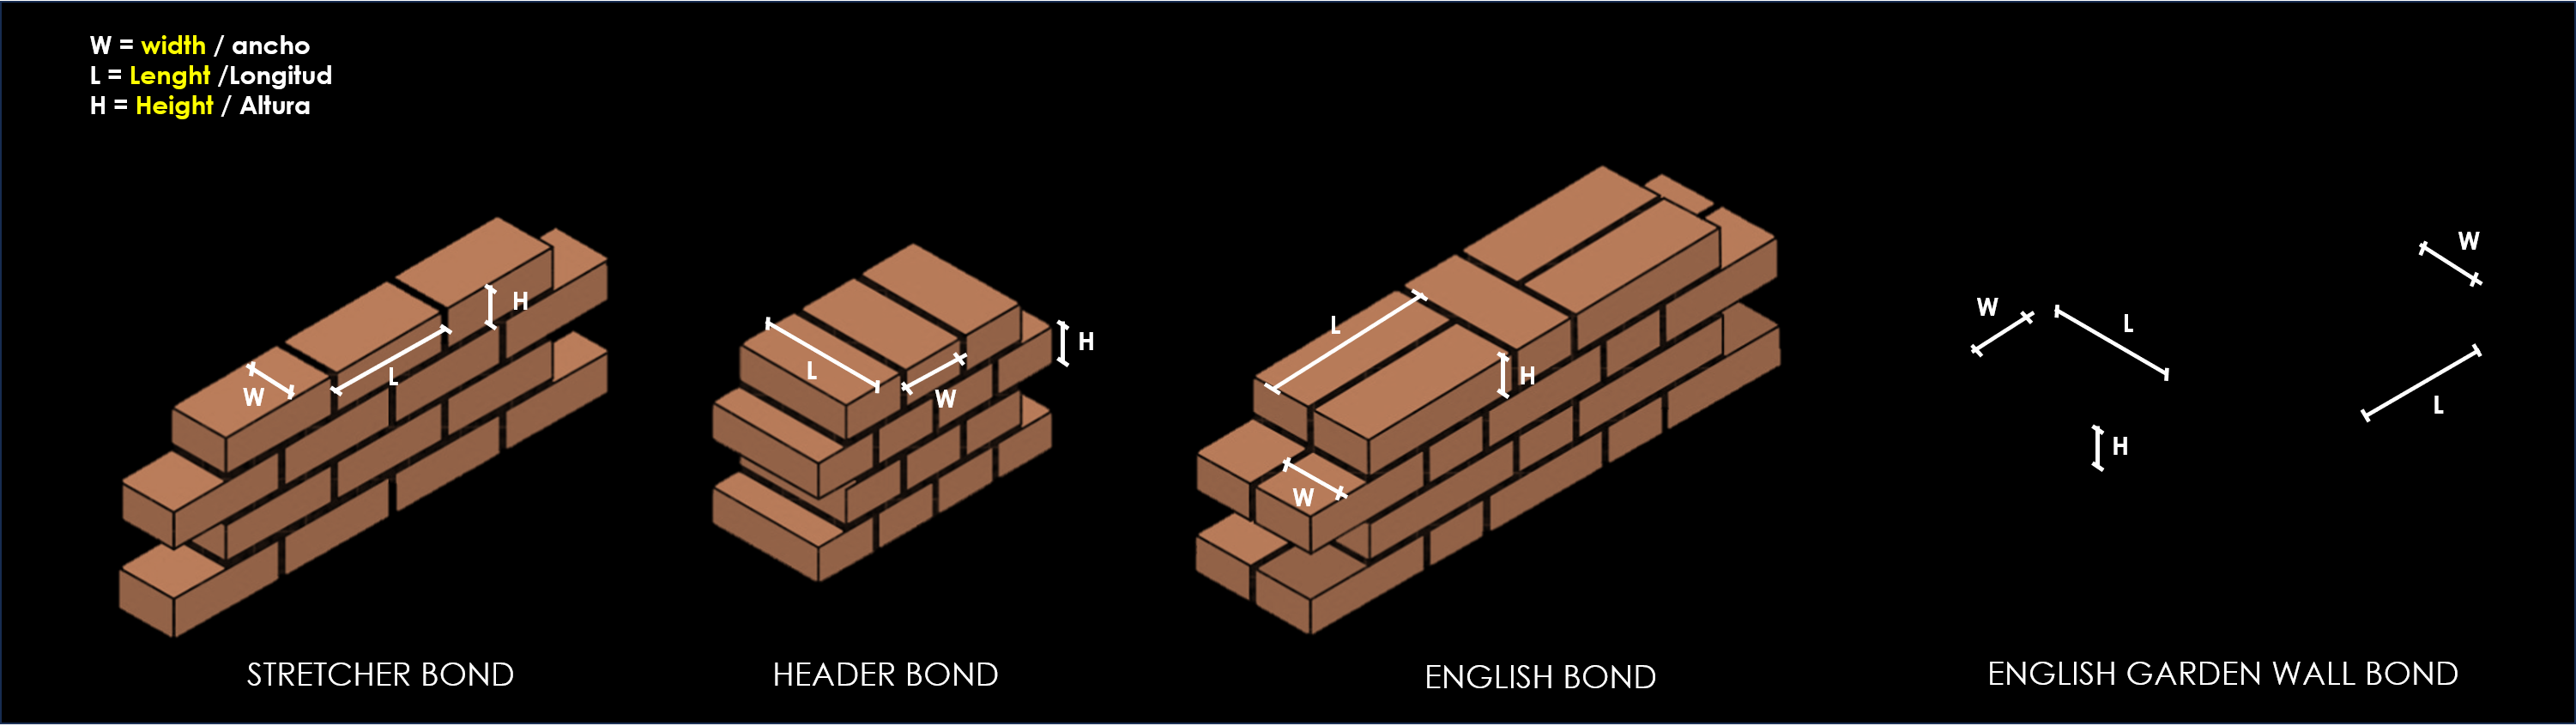 W = width / ancho
L = Lenght /Longitud
H = Height / Altura
W
L
H
L
W
H
L
H
W
W
L
H
W
L
STRETCHER BOND
HEADER BOND
ENGLISH BOND
ENGLISH GARDEN WALL BOND